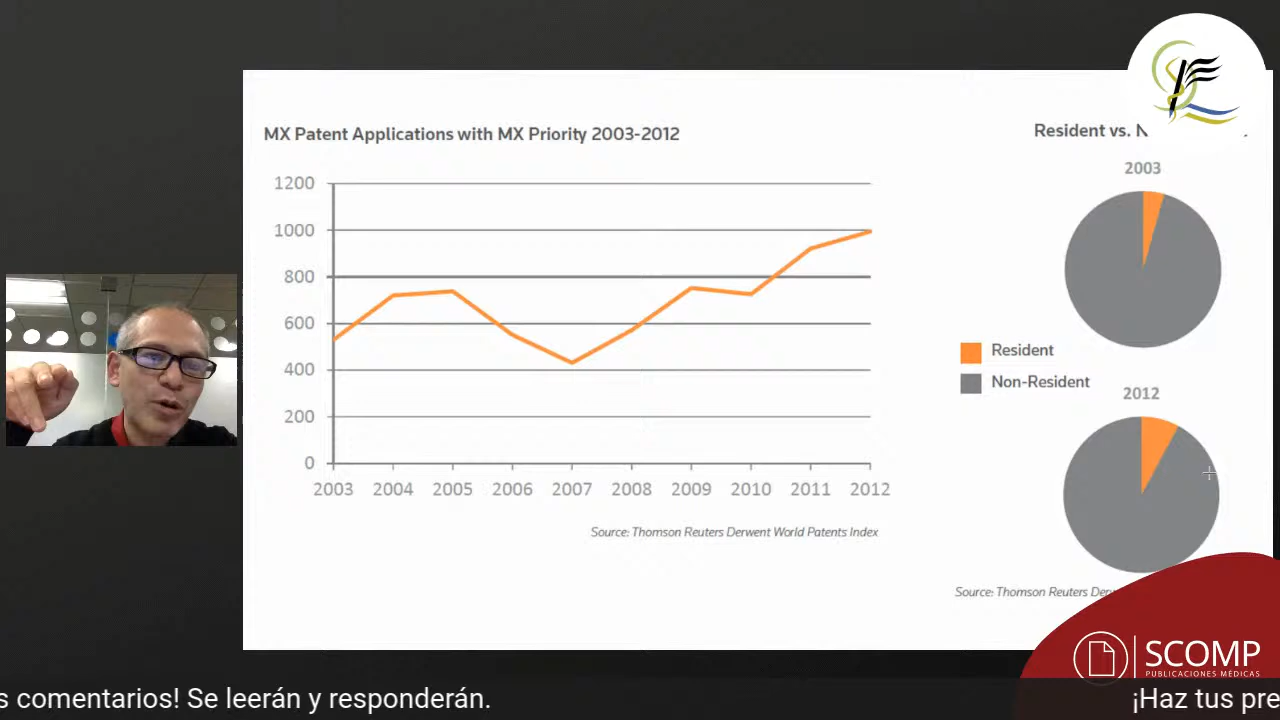 MX Patent Applications with MX Priority 2003-2012
1200
1000
800
600
400
200
0
2003 2004 2005 2006 2007 2008 2009 2010 2011 2012
Source: Thomson Reuters Derwent World Patents Index
Resident vs.
2003
Resident
Non-Resident
2012
Source: Thomson Reuters
SCOMP
PUBLICACIONES MÉDICAS
comentarios! Se leerán y responderán.
¡Haz tus